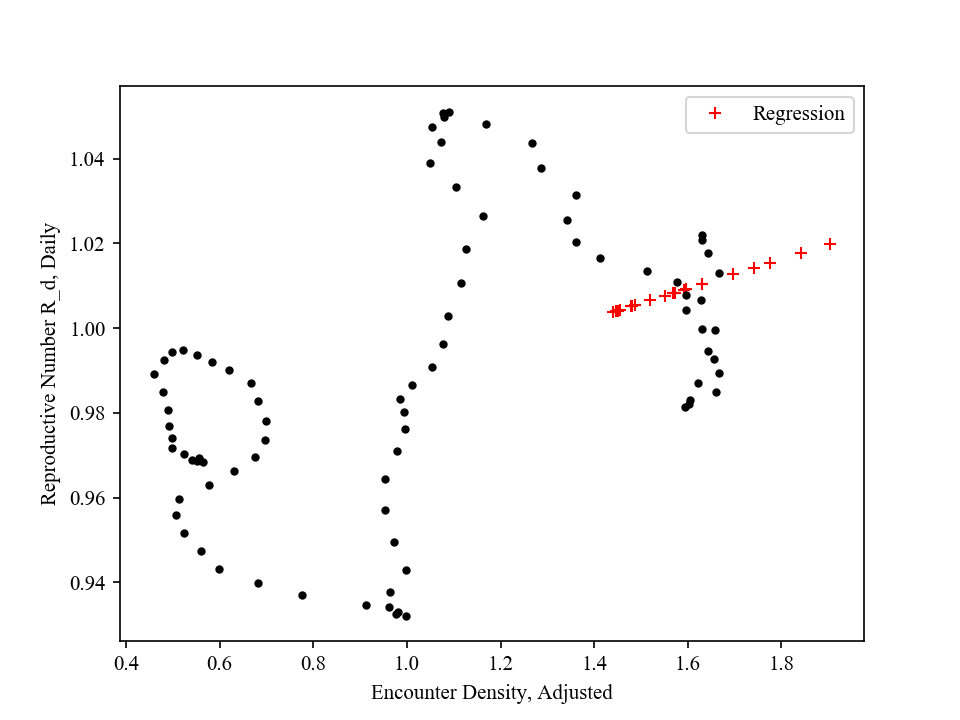 Regression
1.04
1.02
1.00
0.98
0.96
0.94
Reproductive Number R_d, Daily
0.4 0.6 0.8 1.0 1.2 1.4 1.6 1.8
Encounter Density, Adjusted